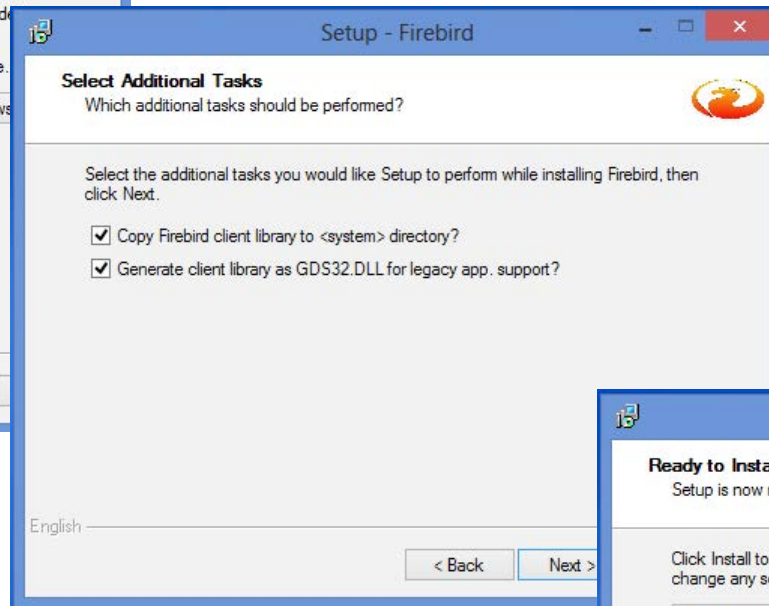 Setup - Firebird
Select Additional Tasks
Which additional tasks should be performed?
Select the additional tasks you would like Setup to perform while installing Firebird, then
click Next.
Copy Firebird client library to <system> directory?
Generate client library as GDS32.DLL for legacy app. support?
English
< Back
Next >
Ready to
Setup is now
Click Install to
change any